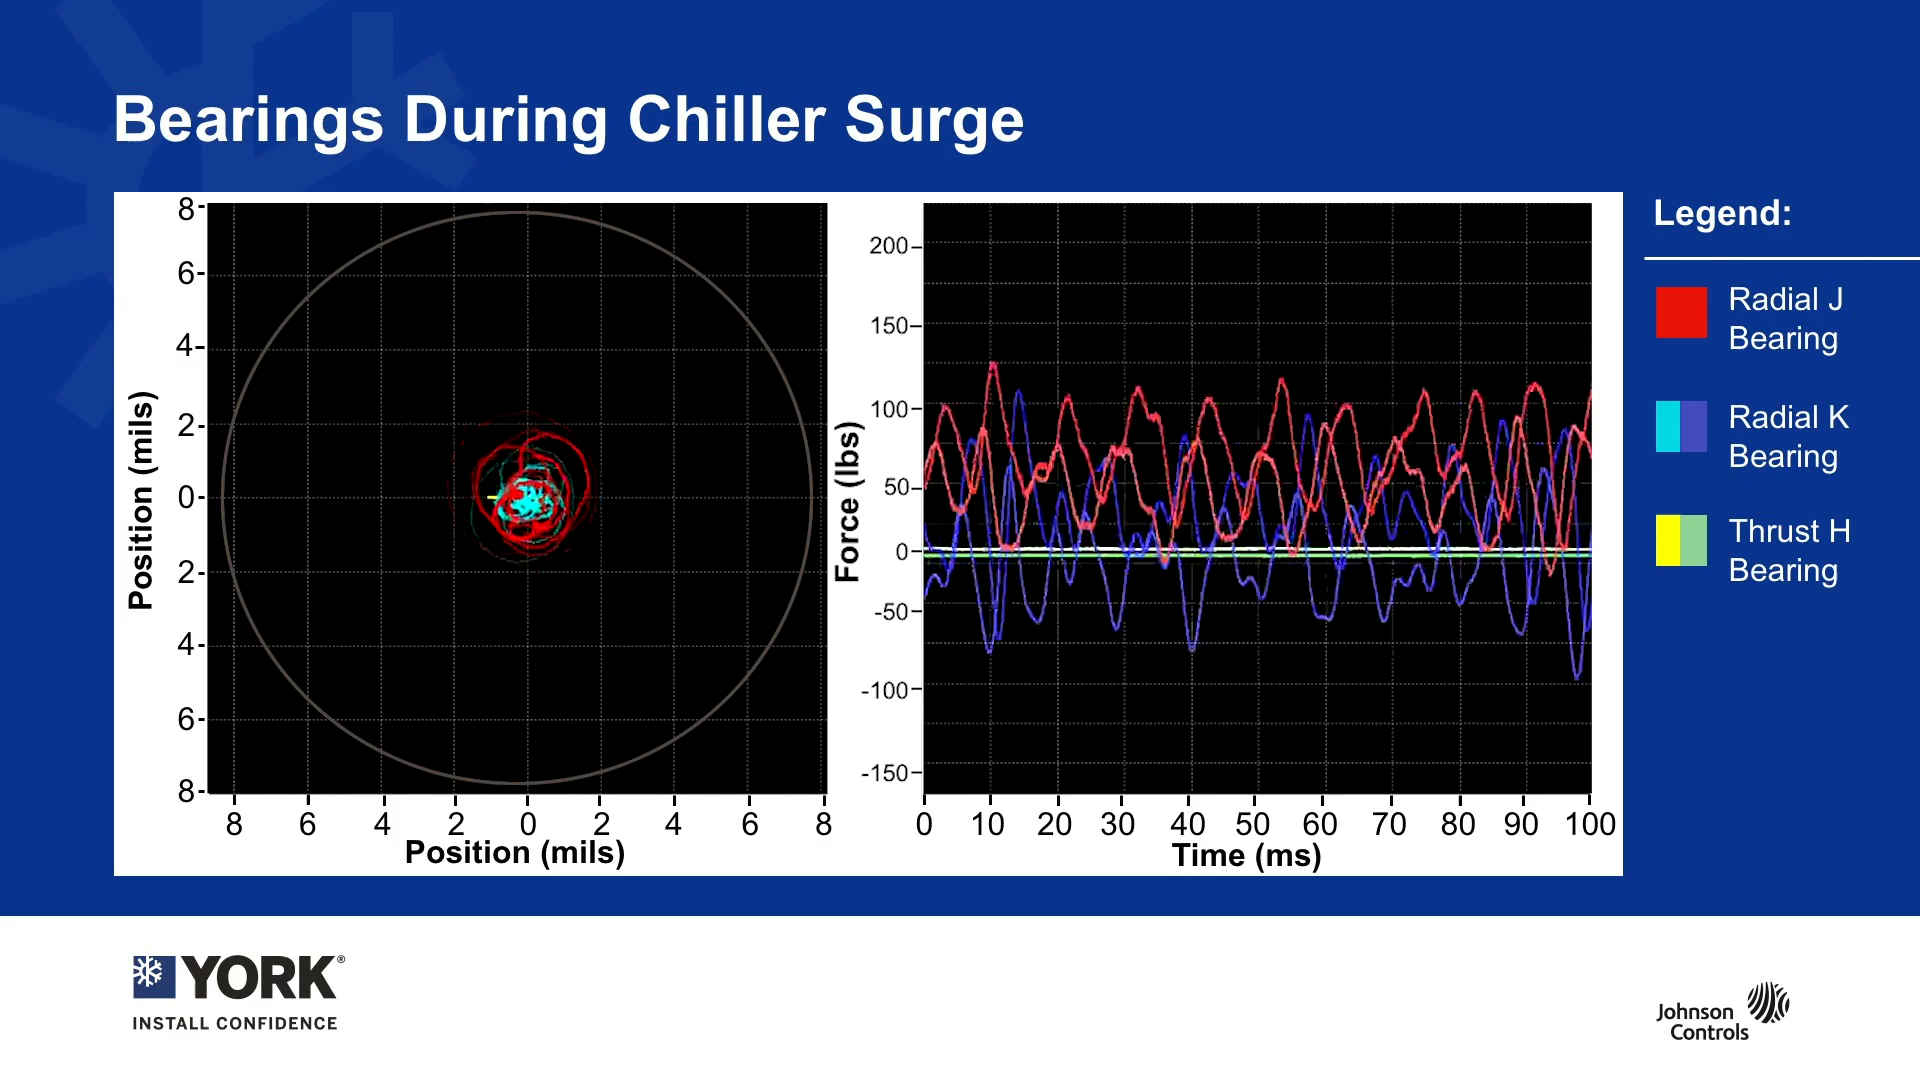 Bearings During Chiller Surge
8
6
4
2
0
2
4
6
8
Position (mils)
8 6 4 2 0 2 4 6 8
Position (mils)
200
150
100
50
0
-50
-100
-150
Force (lbs)
0 10 20 30 40 50 60 70 80 90 100
Time (ms)
Legend:
Radial J
Bearing
Radial K
Bearing
Thrust H
Bearing
YORK®
INSTALL CONFIDENCE
Johnson
Controls